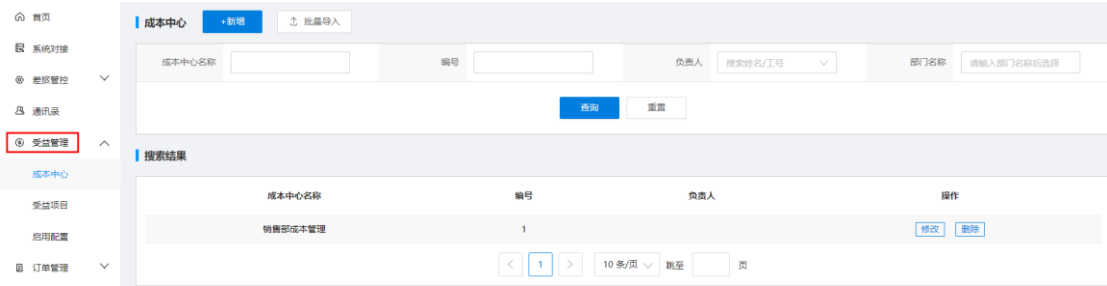 首页
系统对接
差旅管控
通讯录
受益管理
成本中心
受益项目
启用配置
订单管理
成本中心 +新增 批量导入
成本中心名称 编号 负责人 搜索姓名/工号 部门名称 请输入部门名称后选择
查询 重置
搜索结果
成本中心名称 编号 负责人 操作
销售部成本管理 1 修改 删除
< 1 > 10 条/页 跳至 页